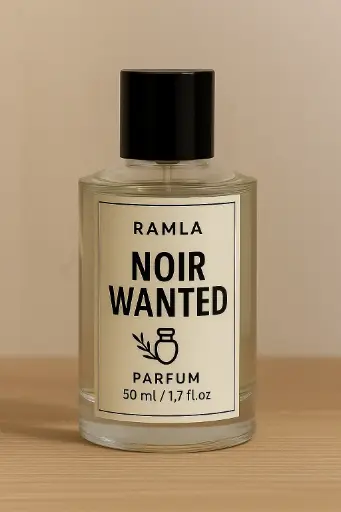 RAMLA
NOIR
WANTED
PARFUM
50 ml / 1,7 fl.oz